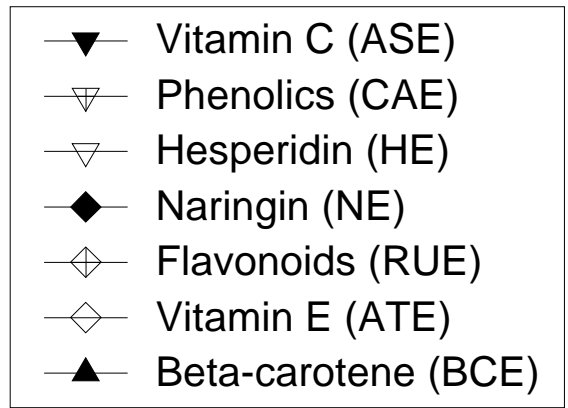 Vitamin C (ASE)
Phenolics (CAE)
Hesperidin (HE)
Naringin (NE)
Flavonoids (RUE)
Vitamin E (ATE)
Beta-carotene (BCE)